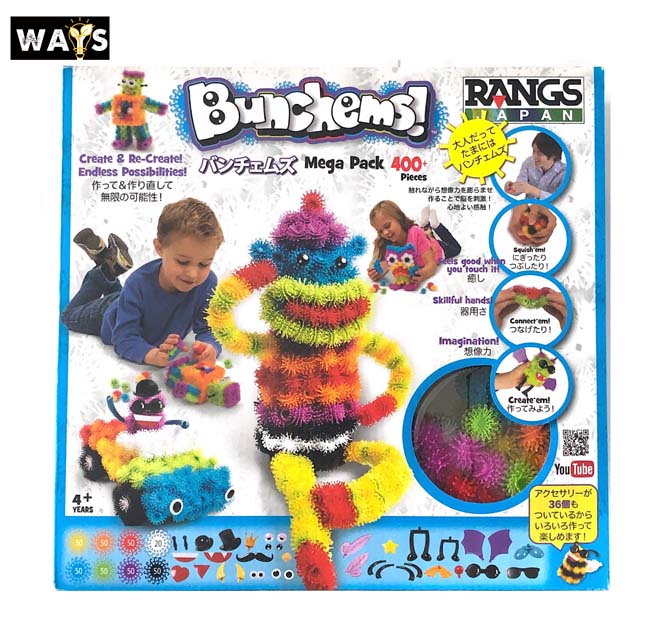 WAYS
Bunchems!
RANGS
JAPAN
バンチェムズ Mega Pack 400+
Pieces
Create & Re-Create!
Endless Possibilities!
作って&作り直して
無限の可能性!
大人だって
たまには
バンチェムズ
触れながら想像力を膨らませ
作ることで脳を刺激!
心地よい感触!
Feels good when
you touch it!
癒し
Squish'em!
にぎったり
つぶしたり!
Skillful hands!
器用さ
Connect'em!
つなげたり!
Imagination!
想像力
Create'em!
作ってみよう!
YouTube
4+
YEARS
アクセサリーが
36個も
ついているから
いろいろ作って
楽しめます!
50 50 50 20
50 50 50 50